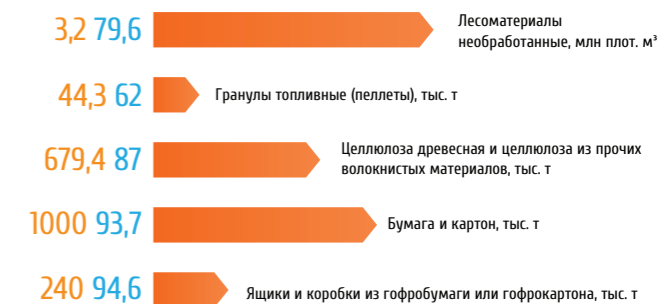 3,2 79,6
Лесоматериалы
необработанные, млн плот. м³
44,3 62
Гранулы топливные (пеллеты), тыс. т
679,4 87
Целлюлоза древесная и целлюлоза из прочих
волокнистых материалов, тыс. т
1000 93,7
Бумага и картон, тыс. т
240 94,6
Ящики и коробки из гофробумаги или гофрокартона, тыс. т